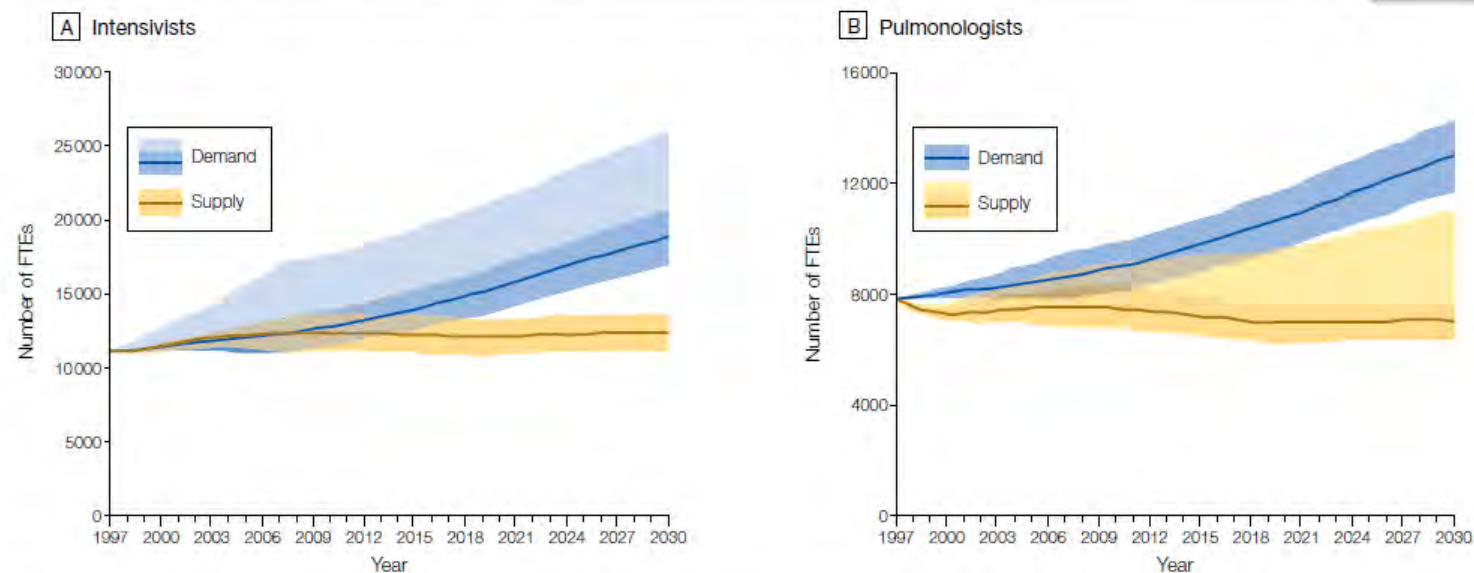 A Intensivists
30000
25000
20000
15000
10000
5000
0
Number of FTEs
Demand
Supply
1997 2000 2003 2006 2009 2012 2015 2018 2021 2024 2027 2030
Year
B Pulmonologists
16000
12000
8000
4000
0
Number of FTEs
Demand
Supply
1997 2000 2003 2006 2009 2012 2015 2018 2021 2024 2027 2030
Year